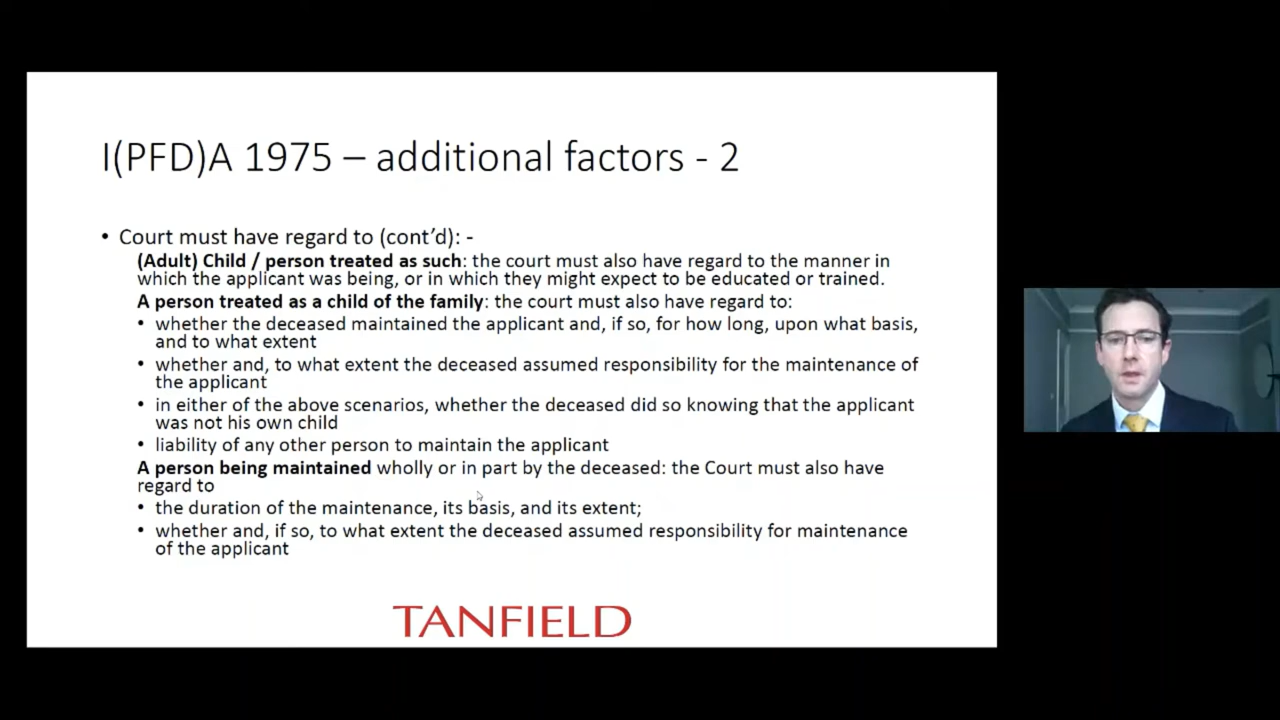 I(PFD)A 1975 – additional factors - 2
• Court must have regard to (cont’d): -
(Adult) Child / person treated as such: the court must also have regard to the manner in
which the applicant was being, or in which they might expect to be educated or trained.
A person treated as a child of the family: the court must also have regard to:
• whether the deceased maintained the applicant and, if so, for how long, upon what basis,
and to what extent
• whether and, to what extent the deceased assumed responsibility for the maintenance of
the applicant
• in either of the above scenarios, whether the deceased did so knowing that the applicant
was not his own child
• liability of any other person to maintain the applicant
A person being maintained wholly or in part by the deceased: the Court must also have
regard to
• the duration of the maintenance, its basis, and its extent;
• whether and, if so, to what extent the deceased assumed responsibility for maintenance
of the applicant
TANFIELD